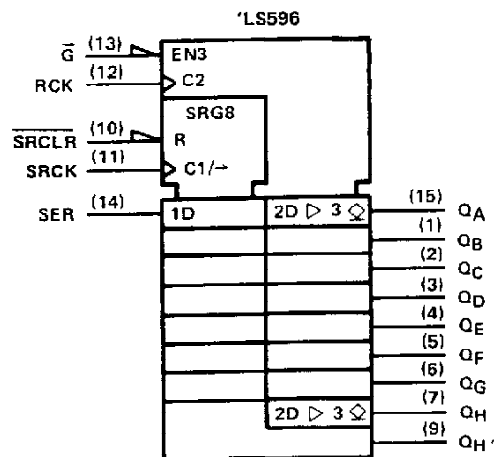 'LS596
G̅ (13) EN3
RCK (12) C2
SRG8
S̅R̅C̅L̅R̅ (10) R
SRCK (11) C1/→
SER (14) 1D 2D ▷ 3 ◇ (15) QA
(1) QB
(2) QC
(3) QD
(4) QE
(5) QF
(6) QG
2D ▷ 3 ◇ (7) QH
(9) QH'